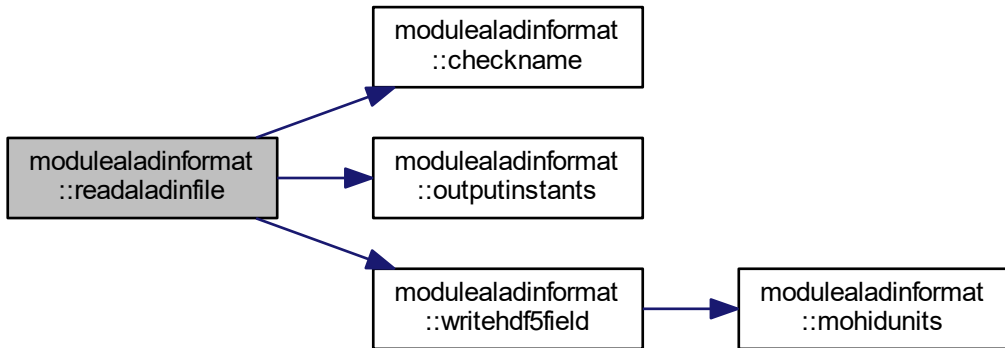 modulealadinformat
::checkname
modulealadinformat
::readaladinfile
modulealadinformat
::outputinstants
modulealadinformat
::writehdf5field
modulealadinformat
::mohidunits